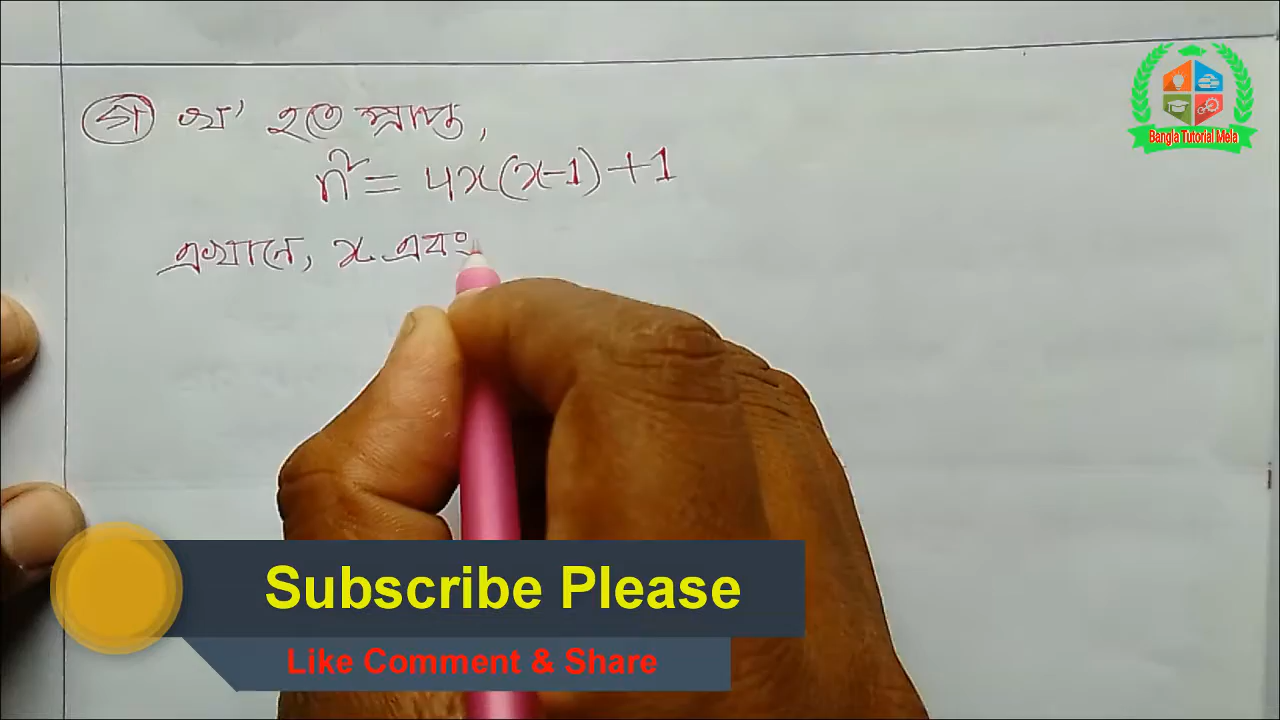 গ 'খ' হতে প্রাপ্ত,
n² = 4x(x-1)+1
এখানে, x এবং
Bangla Tutorial Mela
Subscribe Please
Like Comment & Share